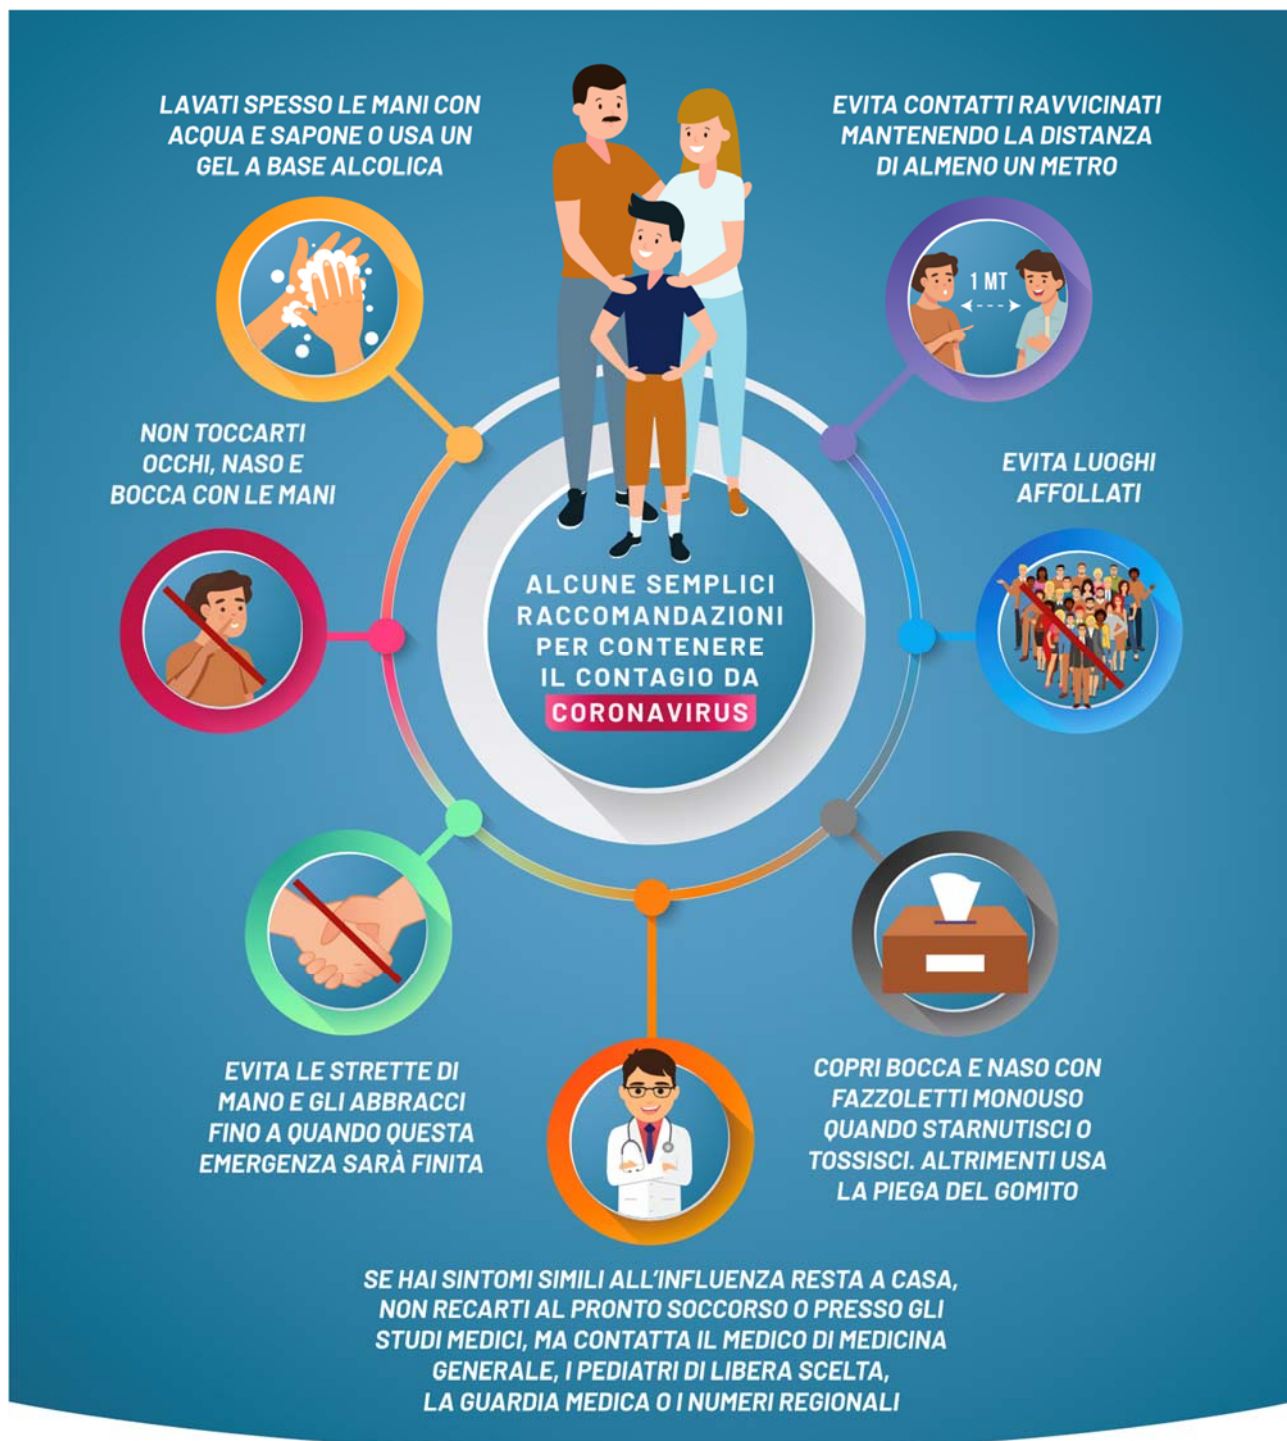 LAVATI SPESSO LE MANI CON
ACQUA E SAPONE O USA UN
GEL A BASE ALCOLICA
EVITA CONTATTI RAVVICINATI
MANTENENDO LA DISTANZA
DI ALMENO UN METRO
1 MT
NON TOCCARTI
OCCHI, NASO E
BOCCA CON LE MANI
EVITA LUOGHI
AFFOLLATI
ALCUNE SEMPLICI
RACCOMANDAZIONI
PER CONTENERE
IL CONTAGIO DA
CORONAVIRUS
EVITA LE STRETTE DI
MANO E GLI ABBRACCI
FINO A QUANDO QUESTA
EMERGENZA SARÀ FINITA
COPRI BOCCA E NASO CON
FAZZOLETTI MONOUSO
QUANDO STARNUTISCI O
TOSSISCI. ALTRIMENTI USA
LA PIEGA DEL GOMITO
SE HAI SINTOMI SIMILI ALL'INFLUENZA RESTA A CASA,
NON RECARTI AL PRONTO SOCCORSO O PRESSO GLI
STUDI MEDICI, MA CONTATTA IL MEDICO DI MEDICINA
GENERALE, I PEDIATRI DI LIBERA SCELTA,
LA GUARDIA MEDICA O I NUMERI REGIONALI